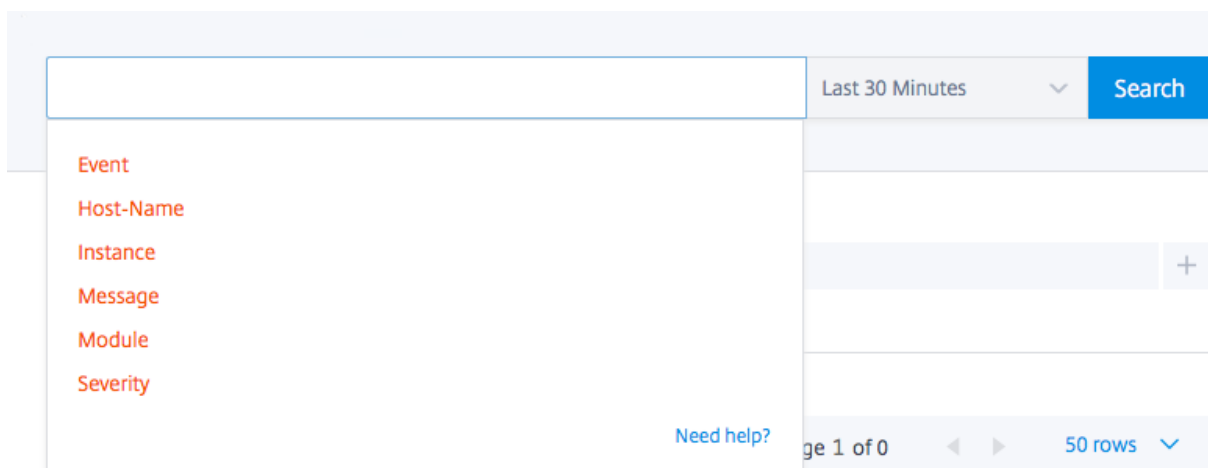 Last 30 Minutes Search
Event
Host-Name
Instance
Message
Module
Severity
Need help?
ge 1 of 0 50 rows